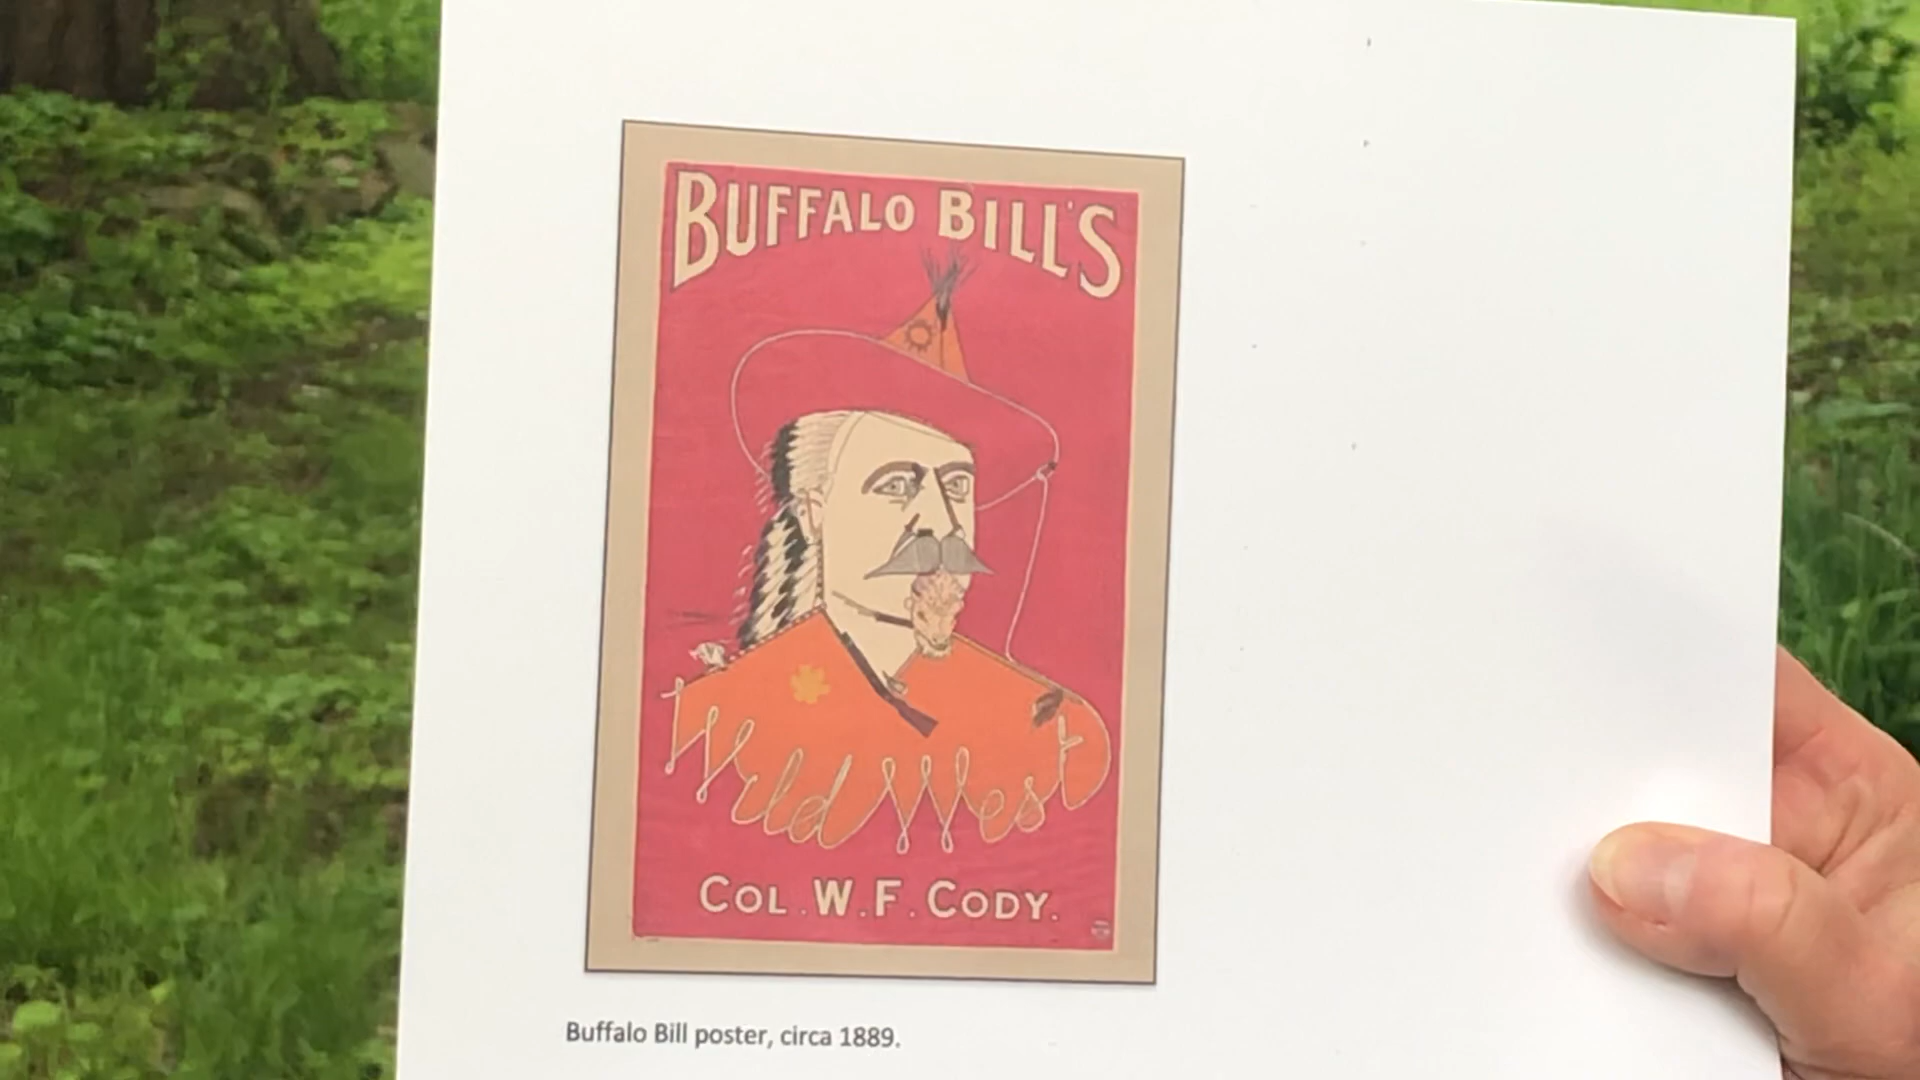 BUFFALO BILL'S
Wild West
COL. W. F. CODY.
Buffalo Bill poster, circa 1889.